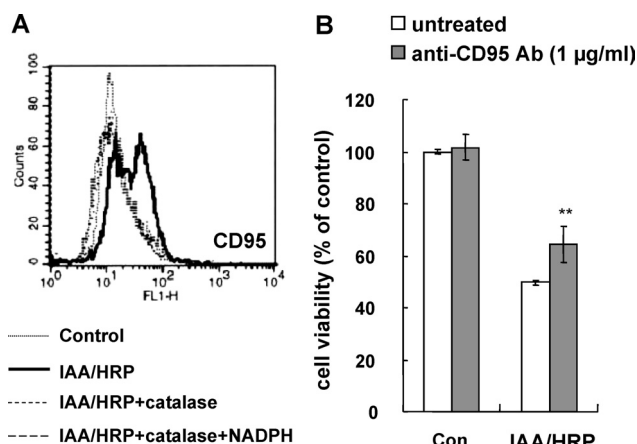 A
100
80
60
40
20
0
Counts
CD95
10^0 10^1 10^2 10^3 10^4
FL1-H
Control
IAA/HRP
IAA/HRP+catalase
IAA/HRP+catalase+NADPH
B
untreated
anti-CD95 Ab (1 µg/ml)
cell viability (% of control)
120
100
80
60
40
20
0
**
Con IAA/HRP